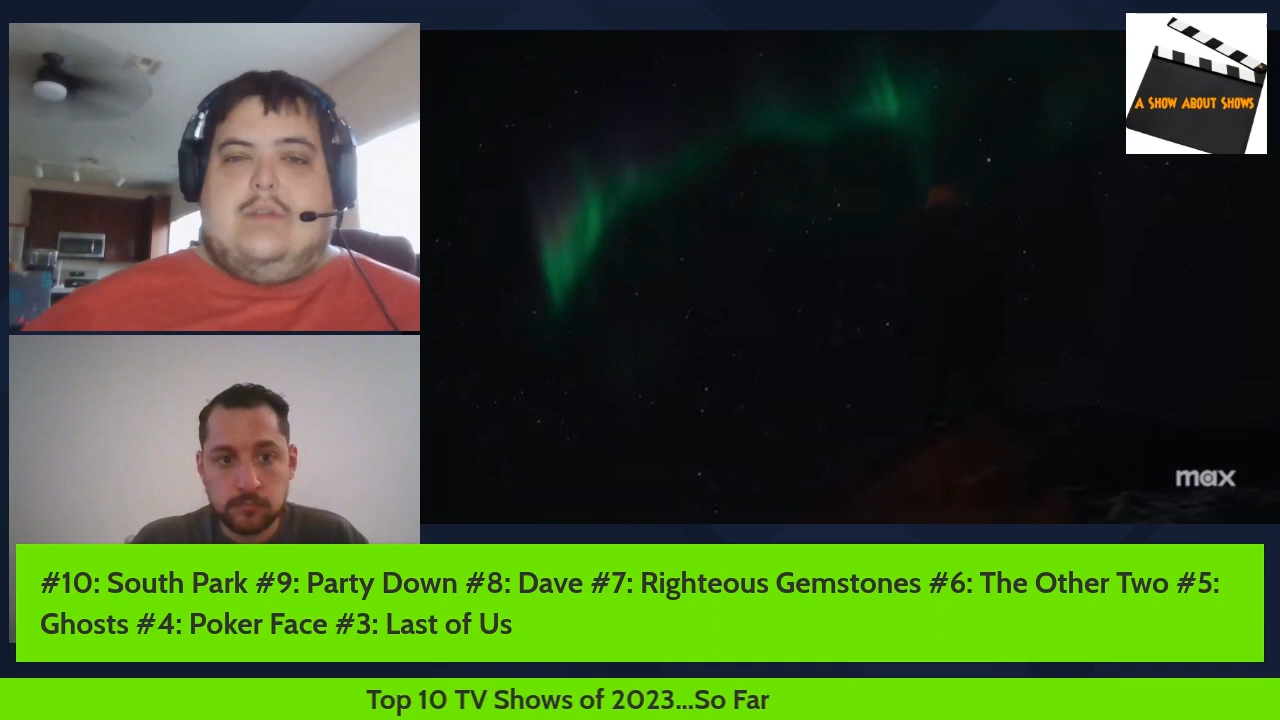 A Show About Shows
max
#10: South Park #9: Party Down #8: Dave #7: Righteous Gemstones #6: The Other Two #5:
Ghosts #4: Poker Face #3: Last of Us
Top 10 TV Shows of 2023...So Far